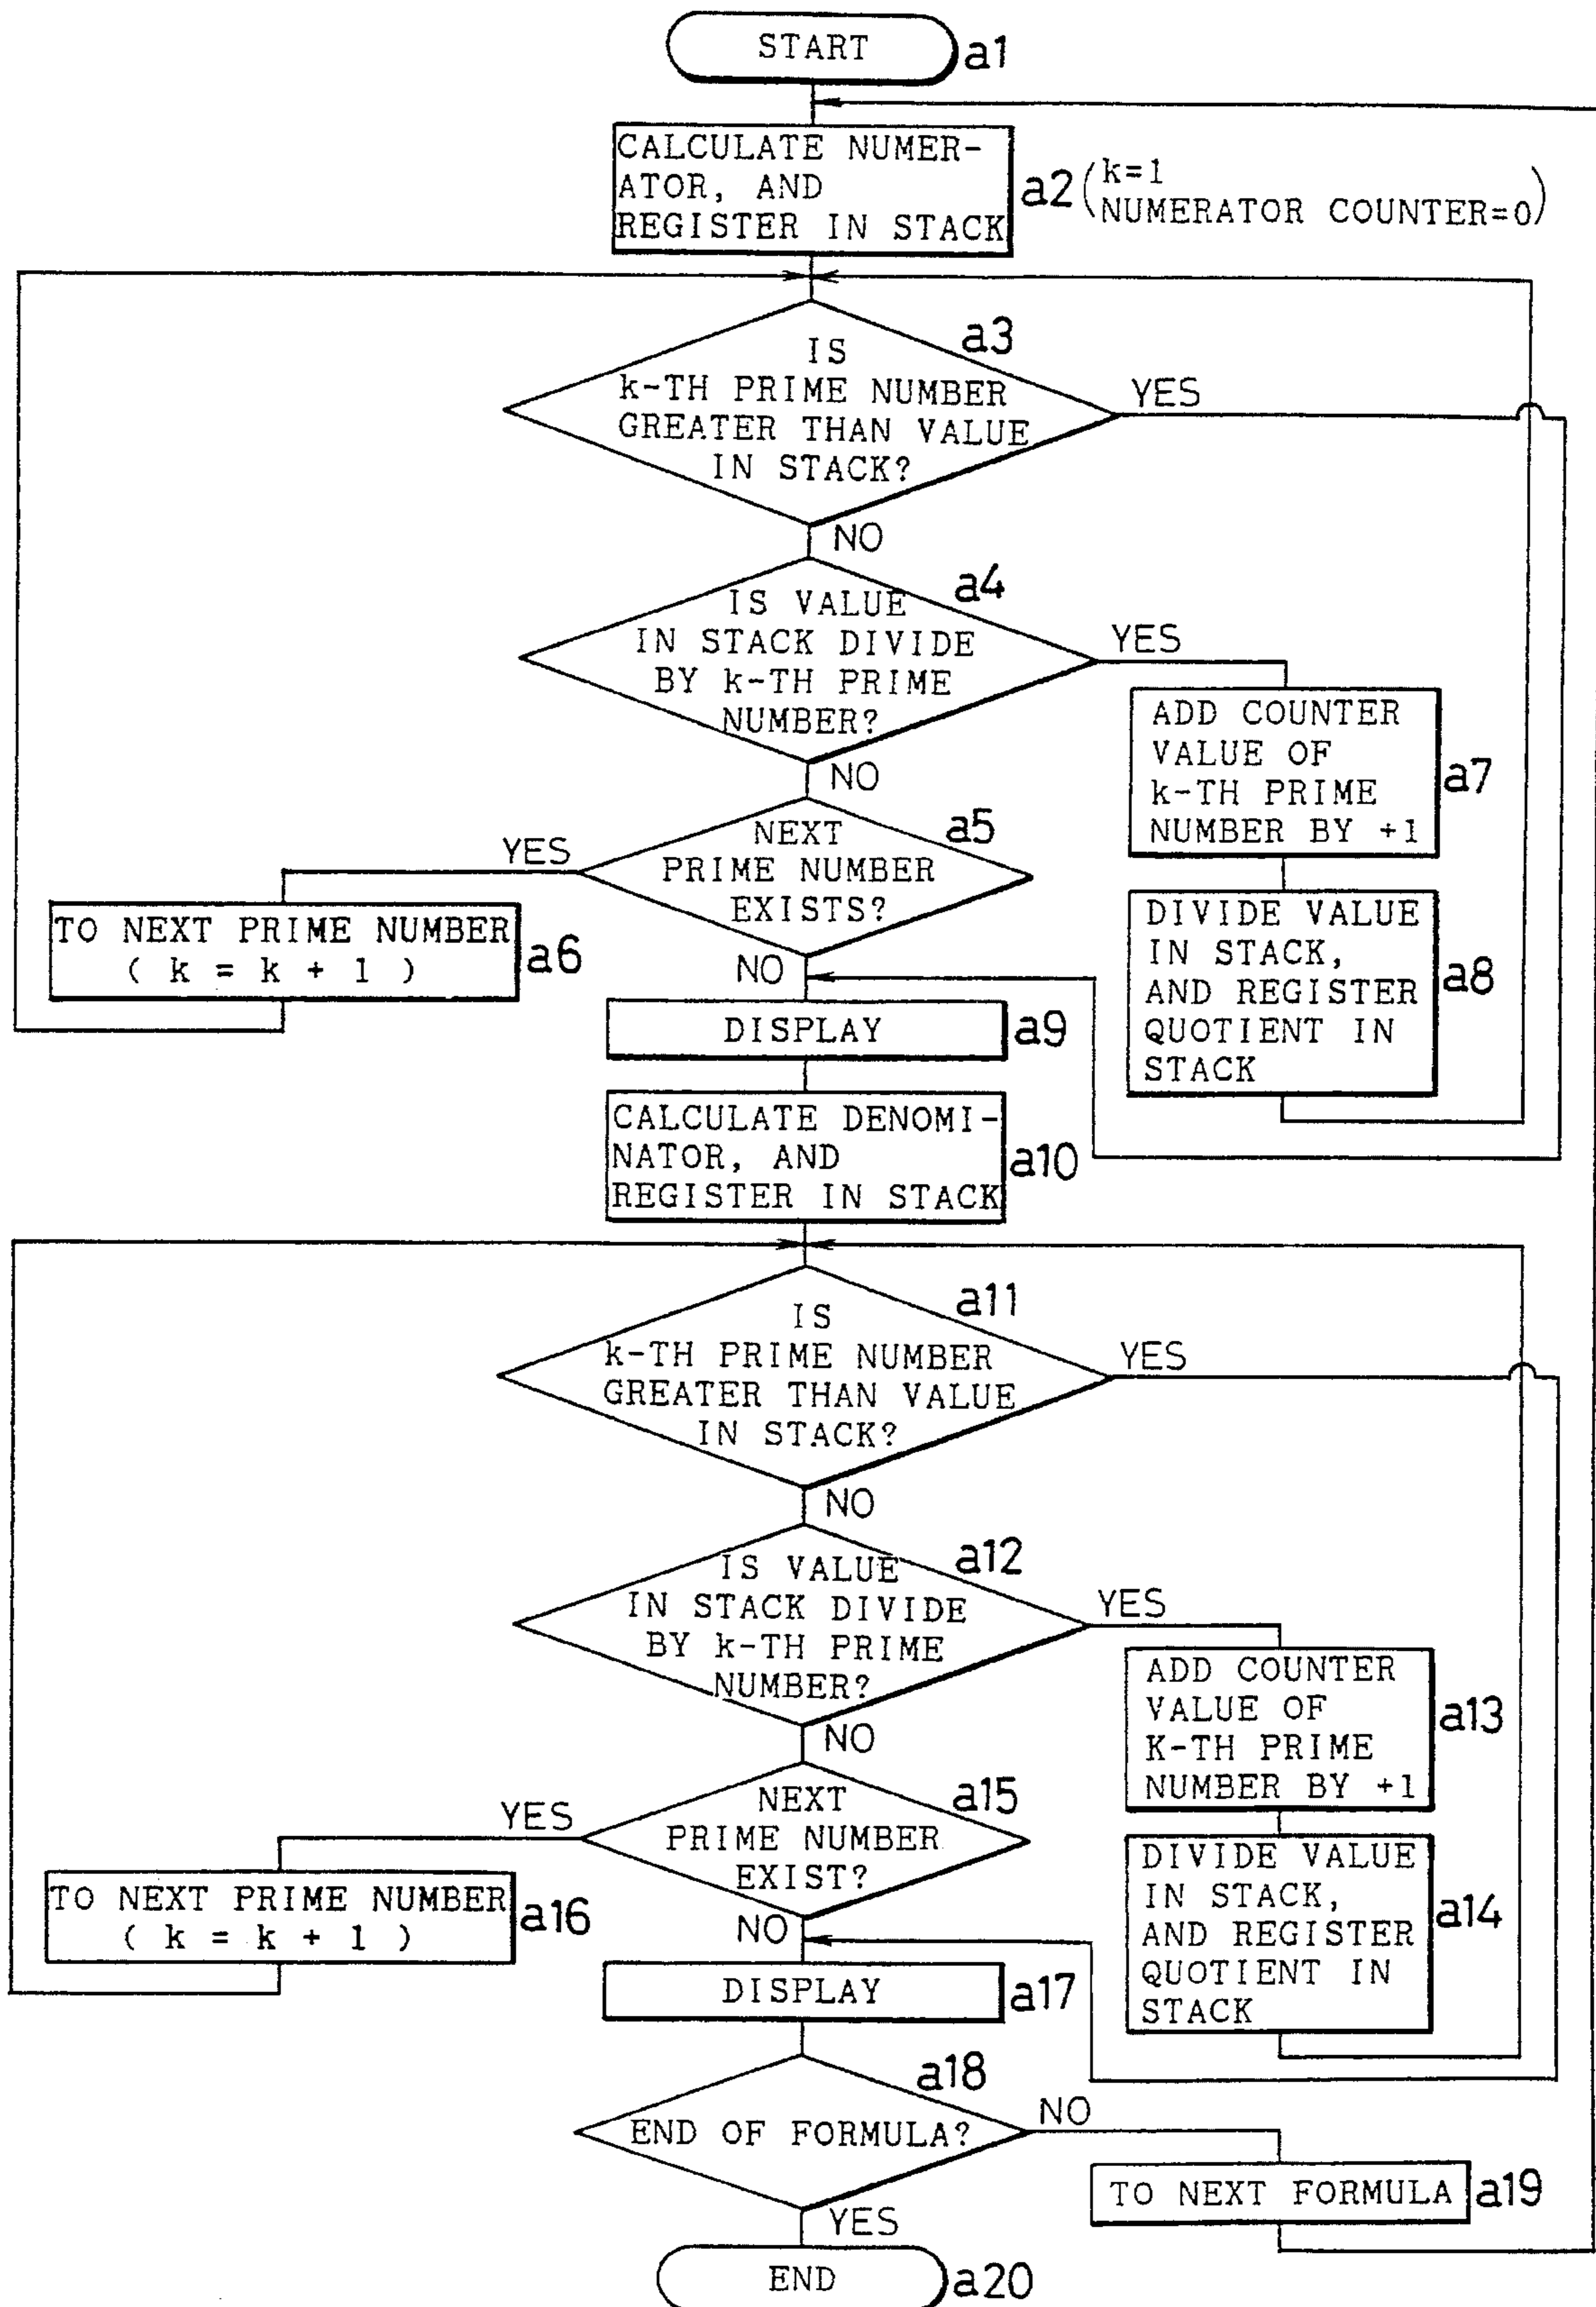 START
a1
CALCULATE NUMER-
ATOR, AND
REGISTER IN STACK
a2
(k=1
NUMERATOR COUNTER=0)
a3
IS
k-TH PRIME NUMBER
GREATER THAN VALUE
IN STACK?
YES
NO
a4
IS VALUE
IN STACK DIVIDE
BY k-TH PRIME
NUMBER?
YES
NO
ADD COUNTER
VALUE OF
k-TH PRIME
NUMBER BY +1
a7
a5
NEXT
PRIME NUMBER
EXISTS?
YES
NO
TO NEXT PRIME NUMBER
( k = k + 1 )
a6
DIVIDE VALUE
IN STACK,
AND REGISTER
QUOTIENT IN
STACK
a8
DISPLAY
a9
CALCULATE DENOMI-
NATOR, AND
REGISTER IN STACK
a10
a11
IS
k-TH PRIME NUMBER
GREATER THAN VALUE
IN STACK?
YES
NO
a12
IS VALUE
IN STACK DIVIDE
BY k-TH PRIME
NUMBER?
YES
NO
ADD COUNTER
VALUE OF
K-TH PRIME
NUMBER BY +1
a13
a15
NEXT
PRIME NUMBER
EXIST?
YES
NO
TO NEXT PRIME NUMBER
( k = k + 1 )
a16
DIVIDE VALUE
IN STACK,
AND REGISTER
QUOTIENT IN
STACK
a14
DISPLAY
a17
a18
END OF FORMULA?
NO
YES
TO NEXT FORMULA
a19
END
a20